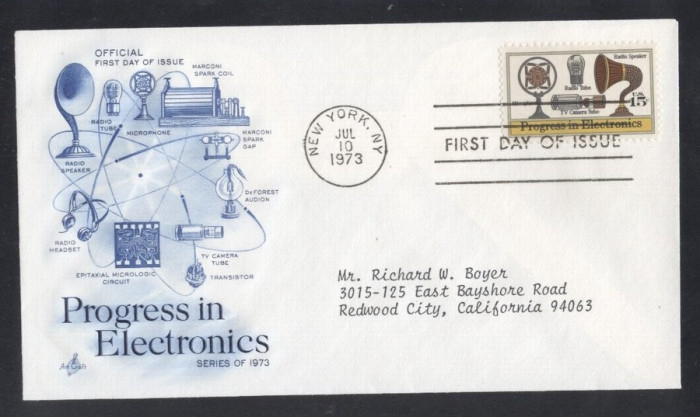 OFFICIAL
FIRST DAY OF ISSUE
MARCONI
SPARK COIL
RADIO
TUBE
MICROPHONE
MARCONI
SPARK
GAP
RADIO
SPEAKER
DeFOREST
AUDION
RADIO
HEADSET
TV CAMERA
TUBE
EPITAXIAL MICROLOGIC
CIRCUIT
TRANSISTOR
Progress in
Electronics
SERIES OF 1973
Art Craft
NEW YORK, NY
JUL
10
1973
Radio Speaker
Radio Tube
U.S.
15
TV Camera Tube
Progress in Electronics
FIRST DAY OF ISSUE
Mr. Richard W. Boyer
3015-125 East Bayshore Road
Redwood City, California 94063